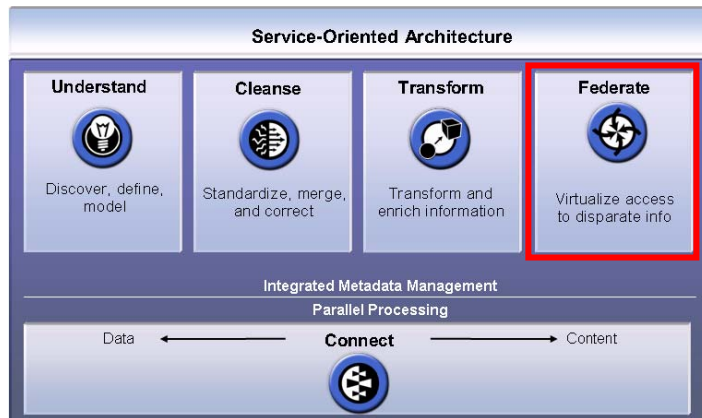 Service-Oriented Architecture
Understand
Discover, define,
model
Cleanse
Standardize, merge,
and correct
Transform
Transform and
enrich information
Federate
Virtualize access
to disparate info
Integrated Metadata Management
Parallel Processing
Data
Connect
Content